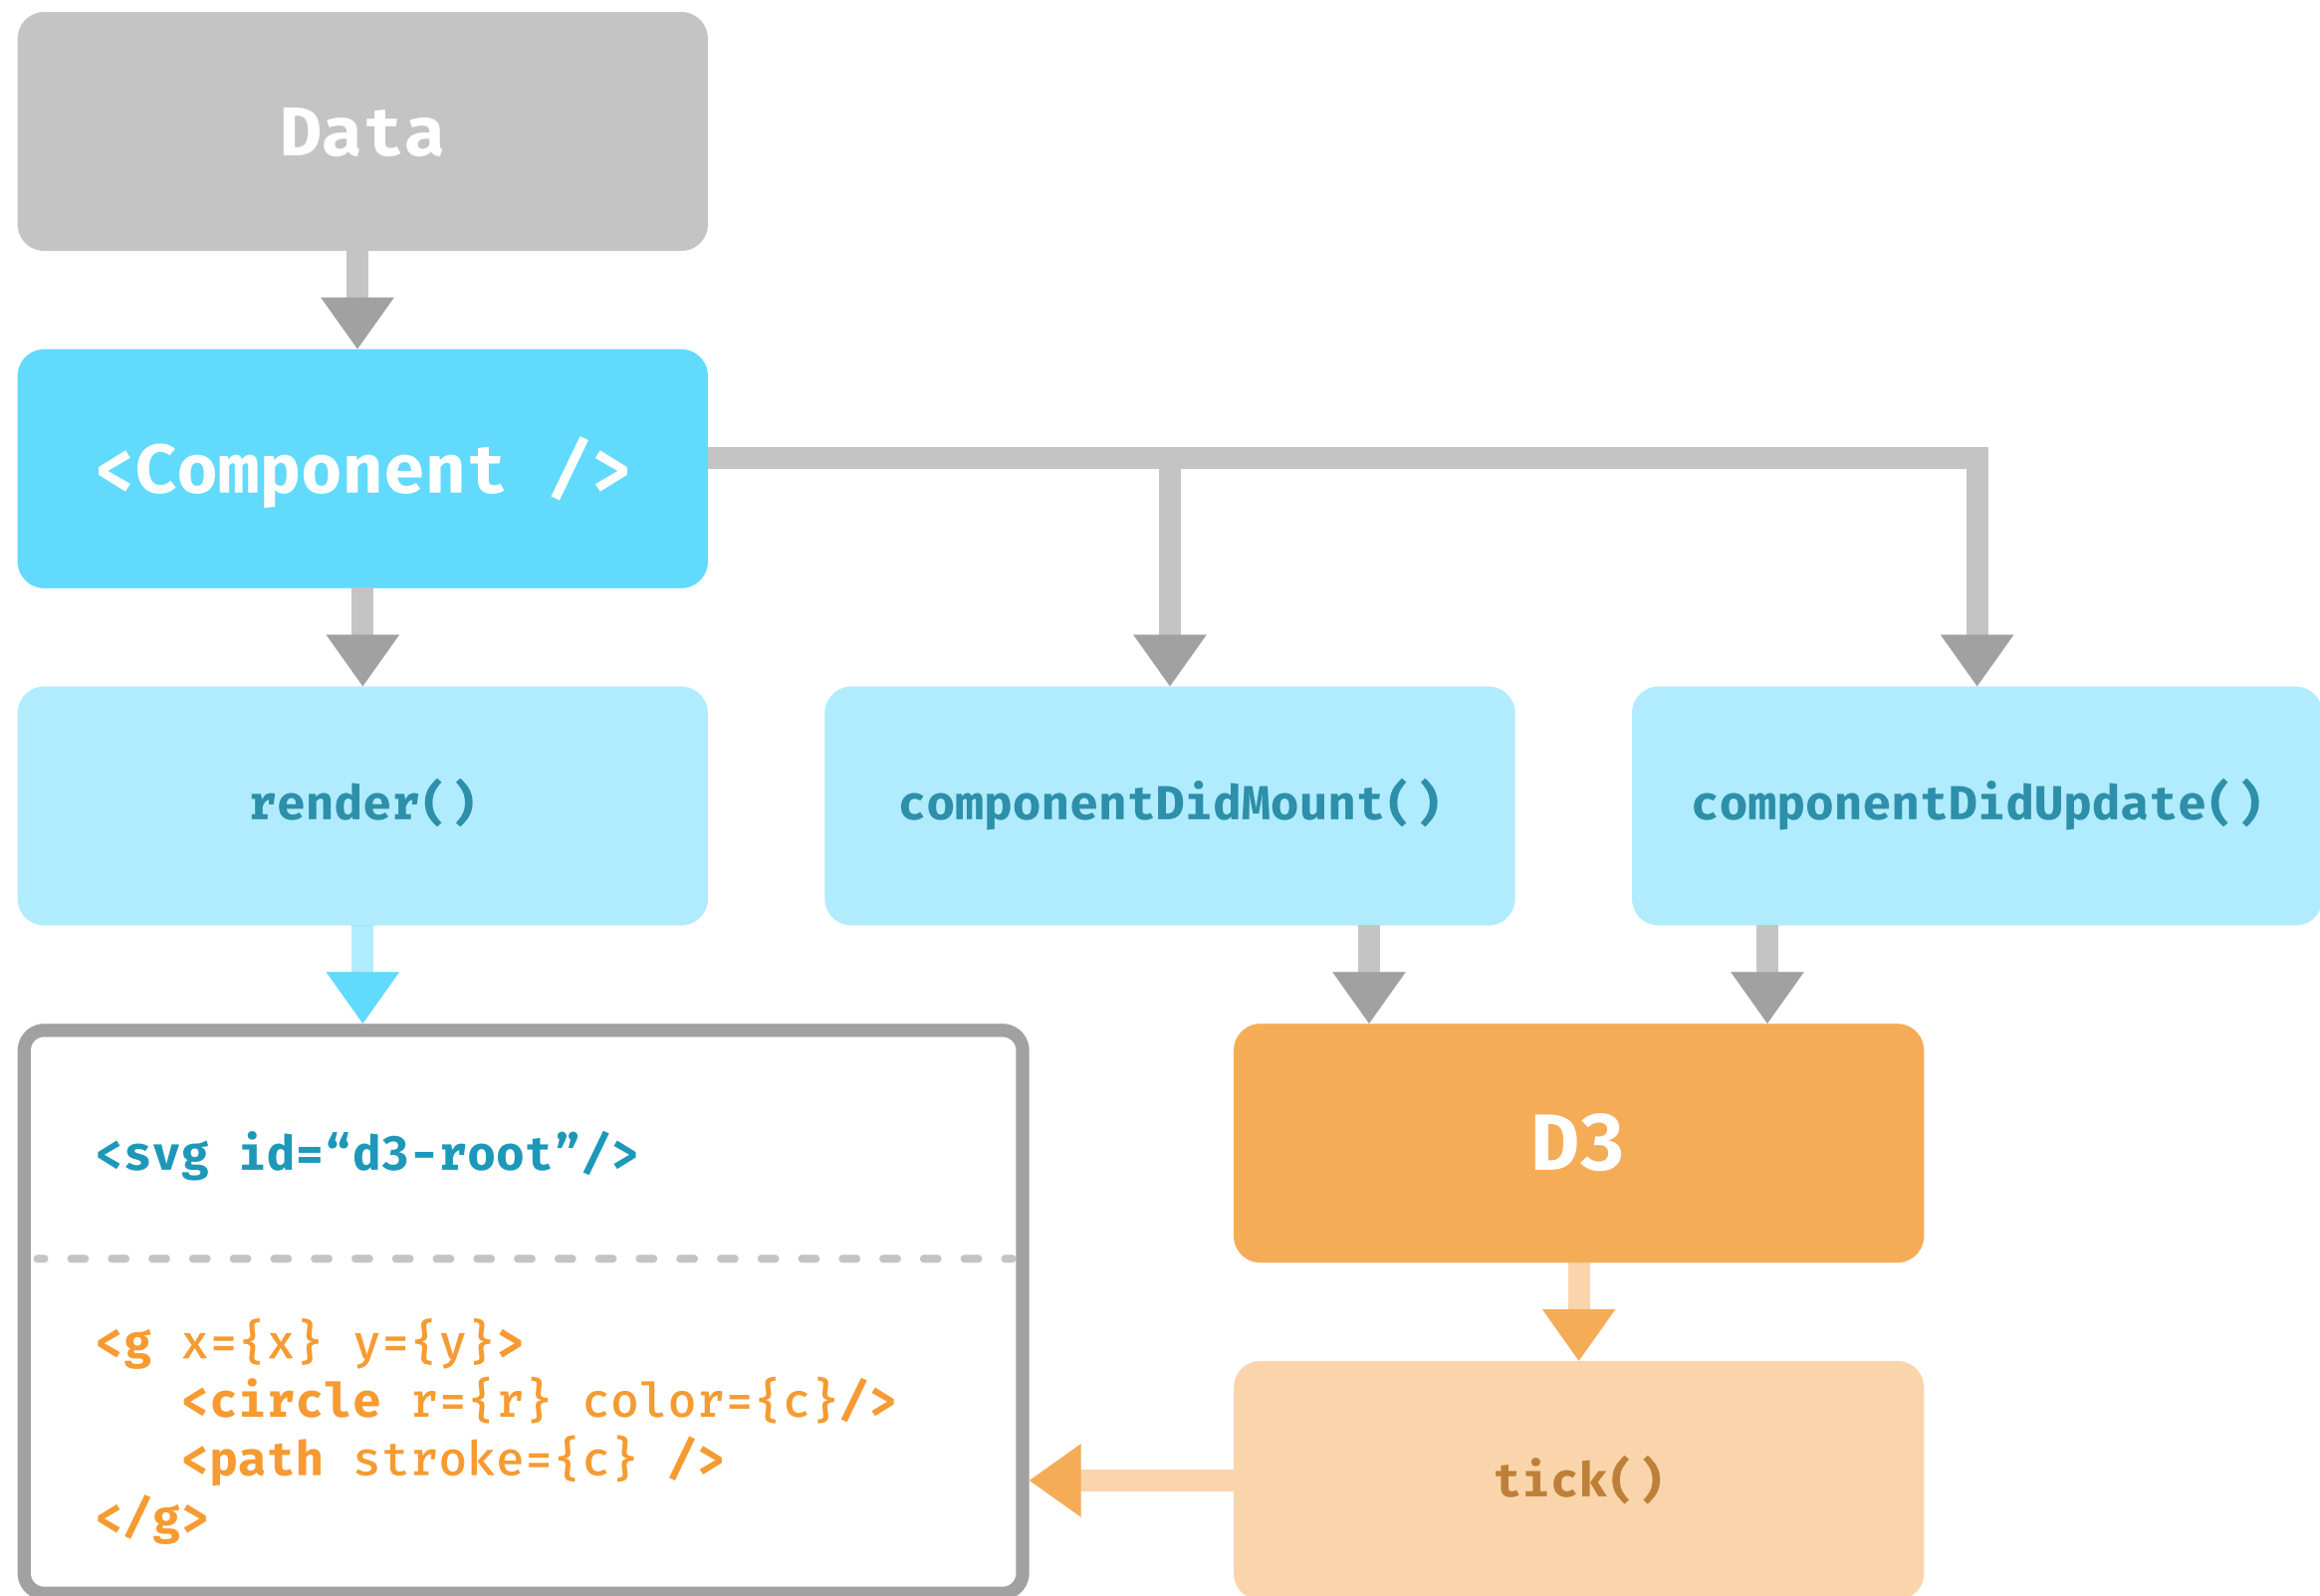 Data
<Component />
render()
componentDidMount()
componentDidUpdate()
<svg id=“d3-root”/>
D3
<g x={x} y={y}>
<circle r={r} color={c}/>
<path stroke={c} />
</g>
tick()